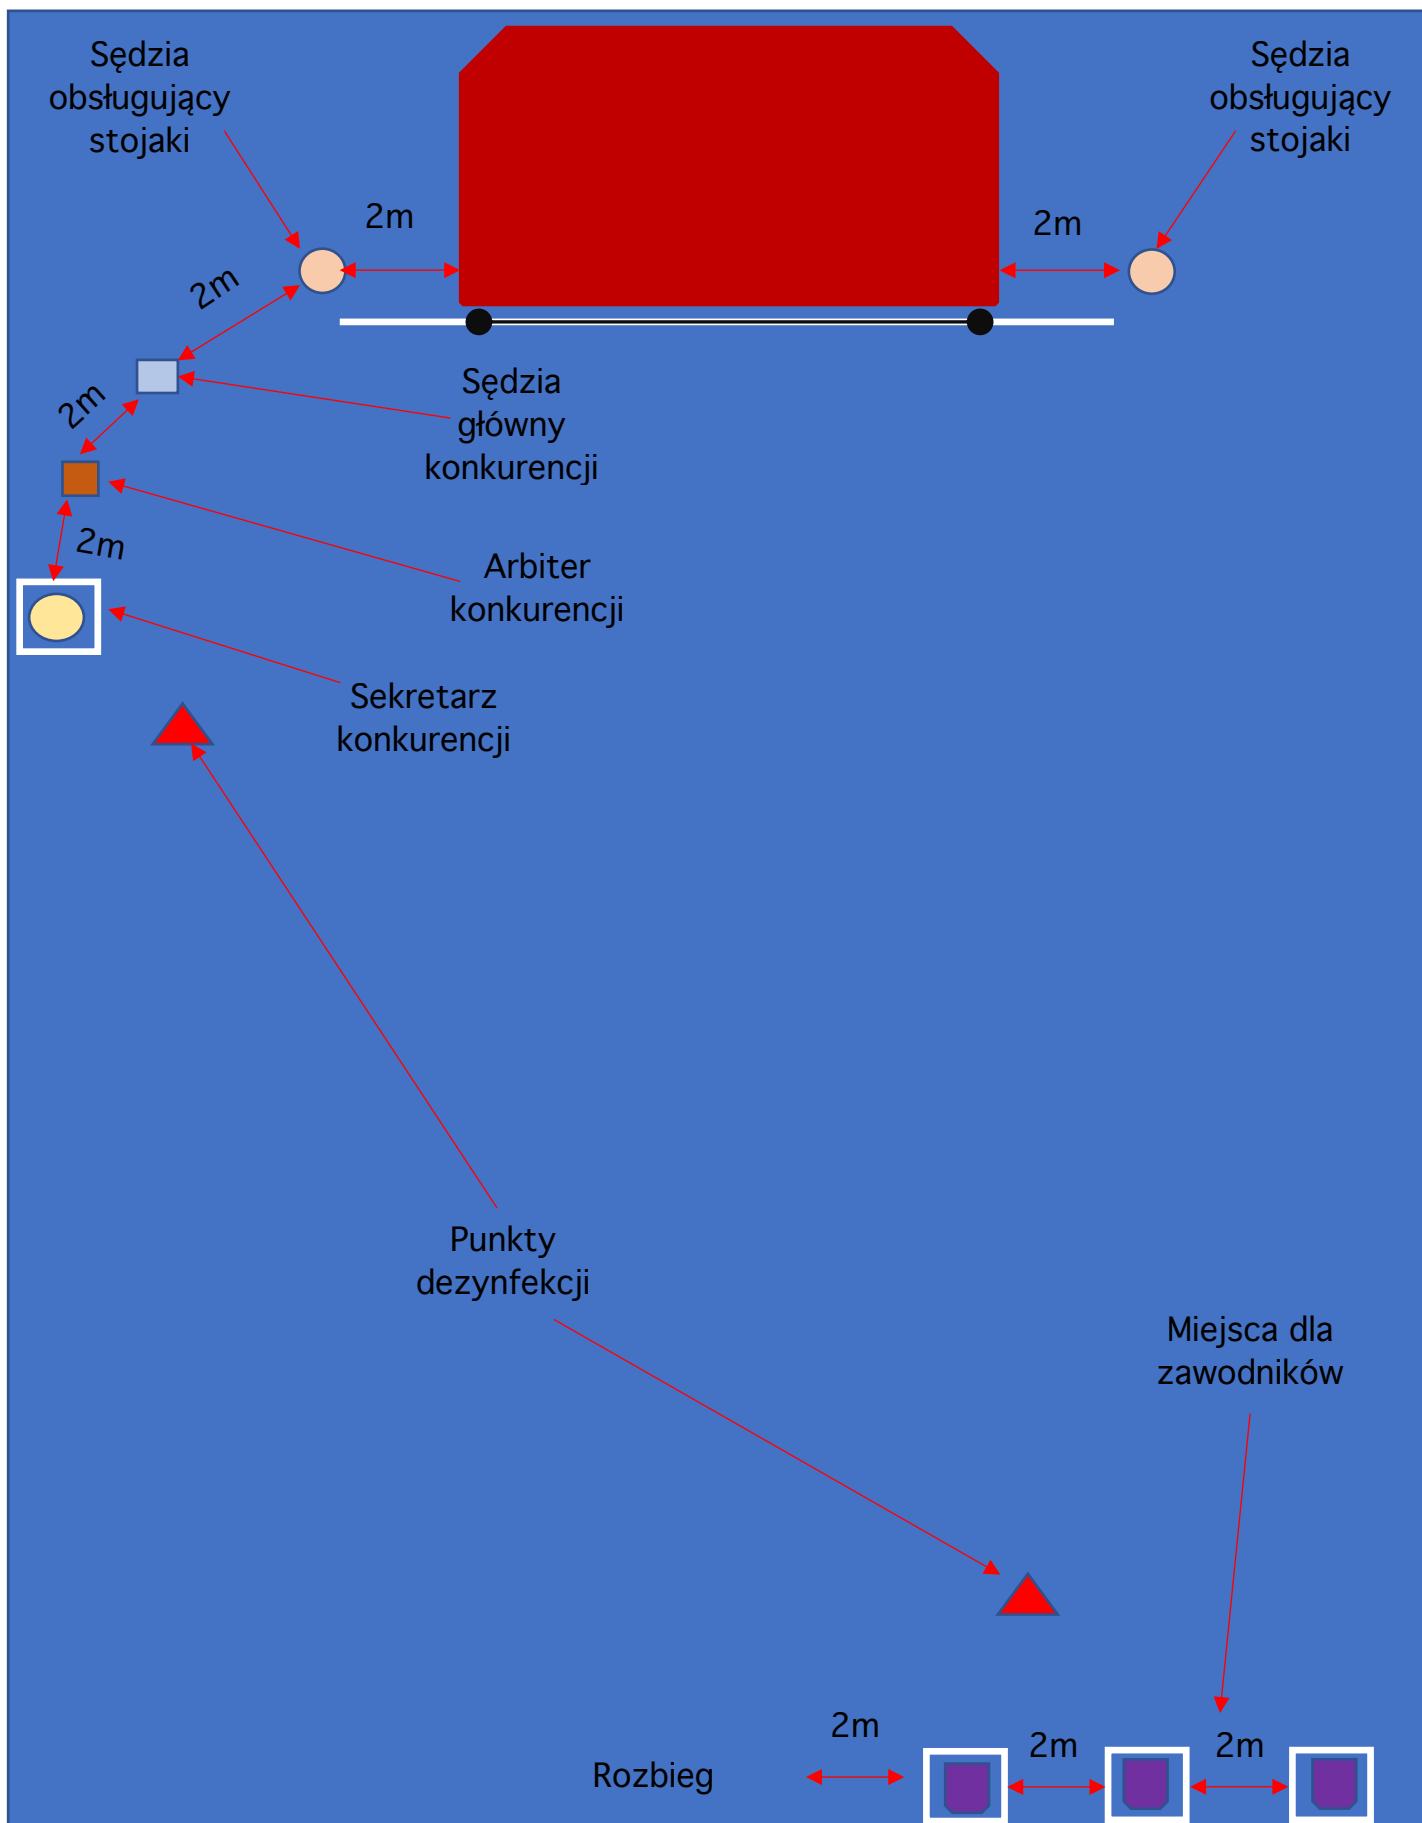 Sędzia
obsługujący
stojaki
Sędzia
obsługujący
stojaki
2m
2m
2m
2m
Sędzia
główny
konkurencji
2m
Arbiter
konkurencji
Sekretarz
konkurencji
Punkty
dezynfekcji
Miejsca dla
zawodników
2m
2m
2m
Rozbieg